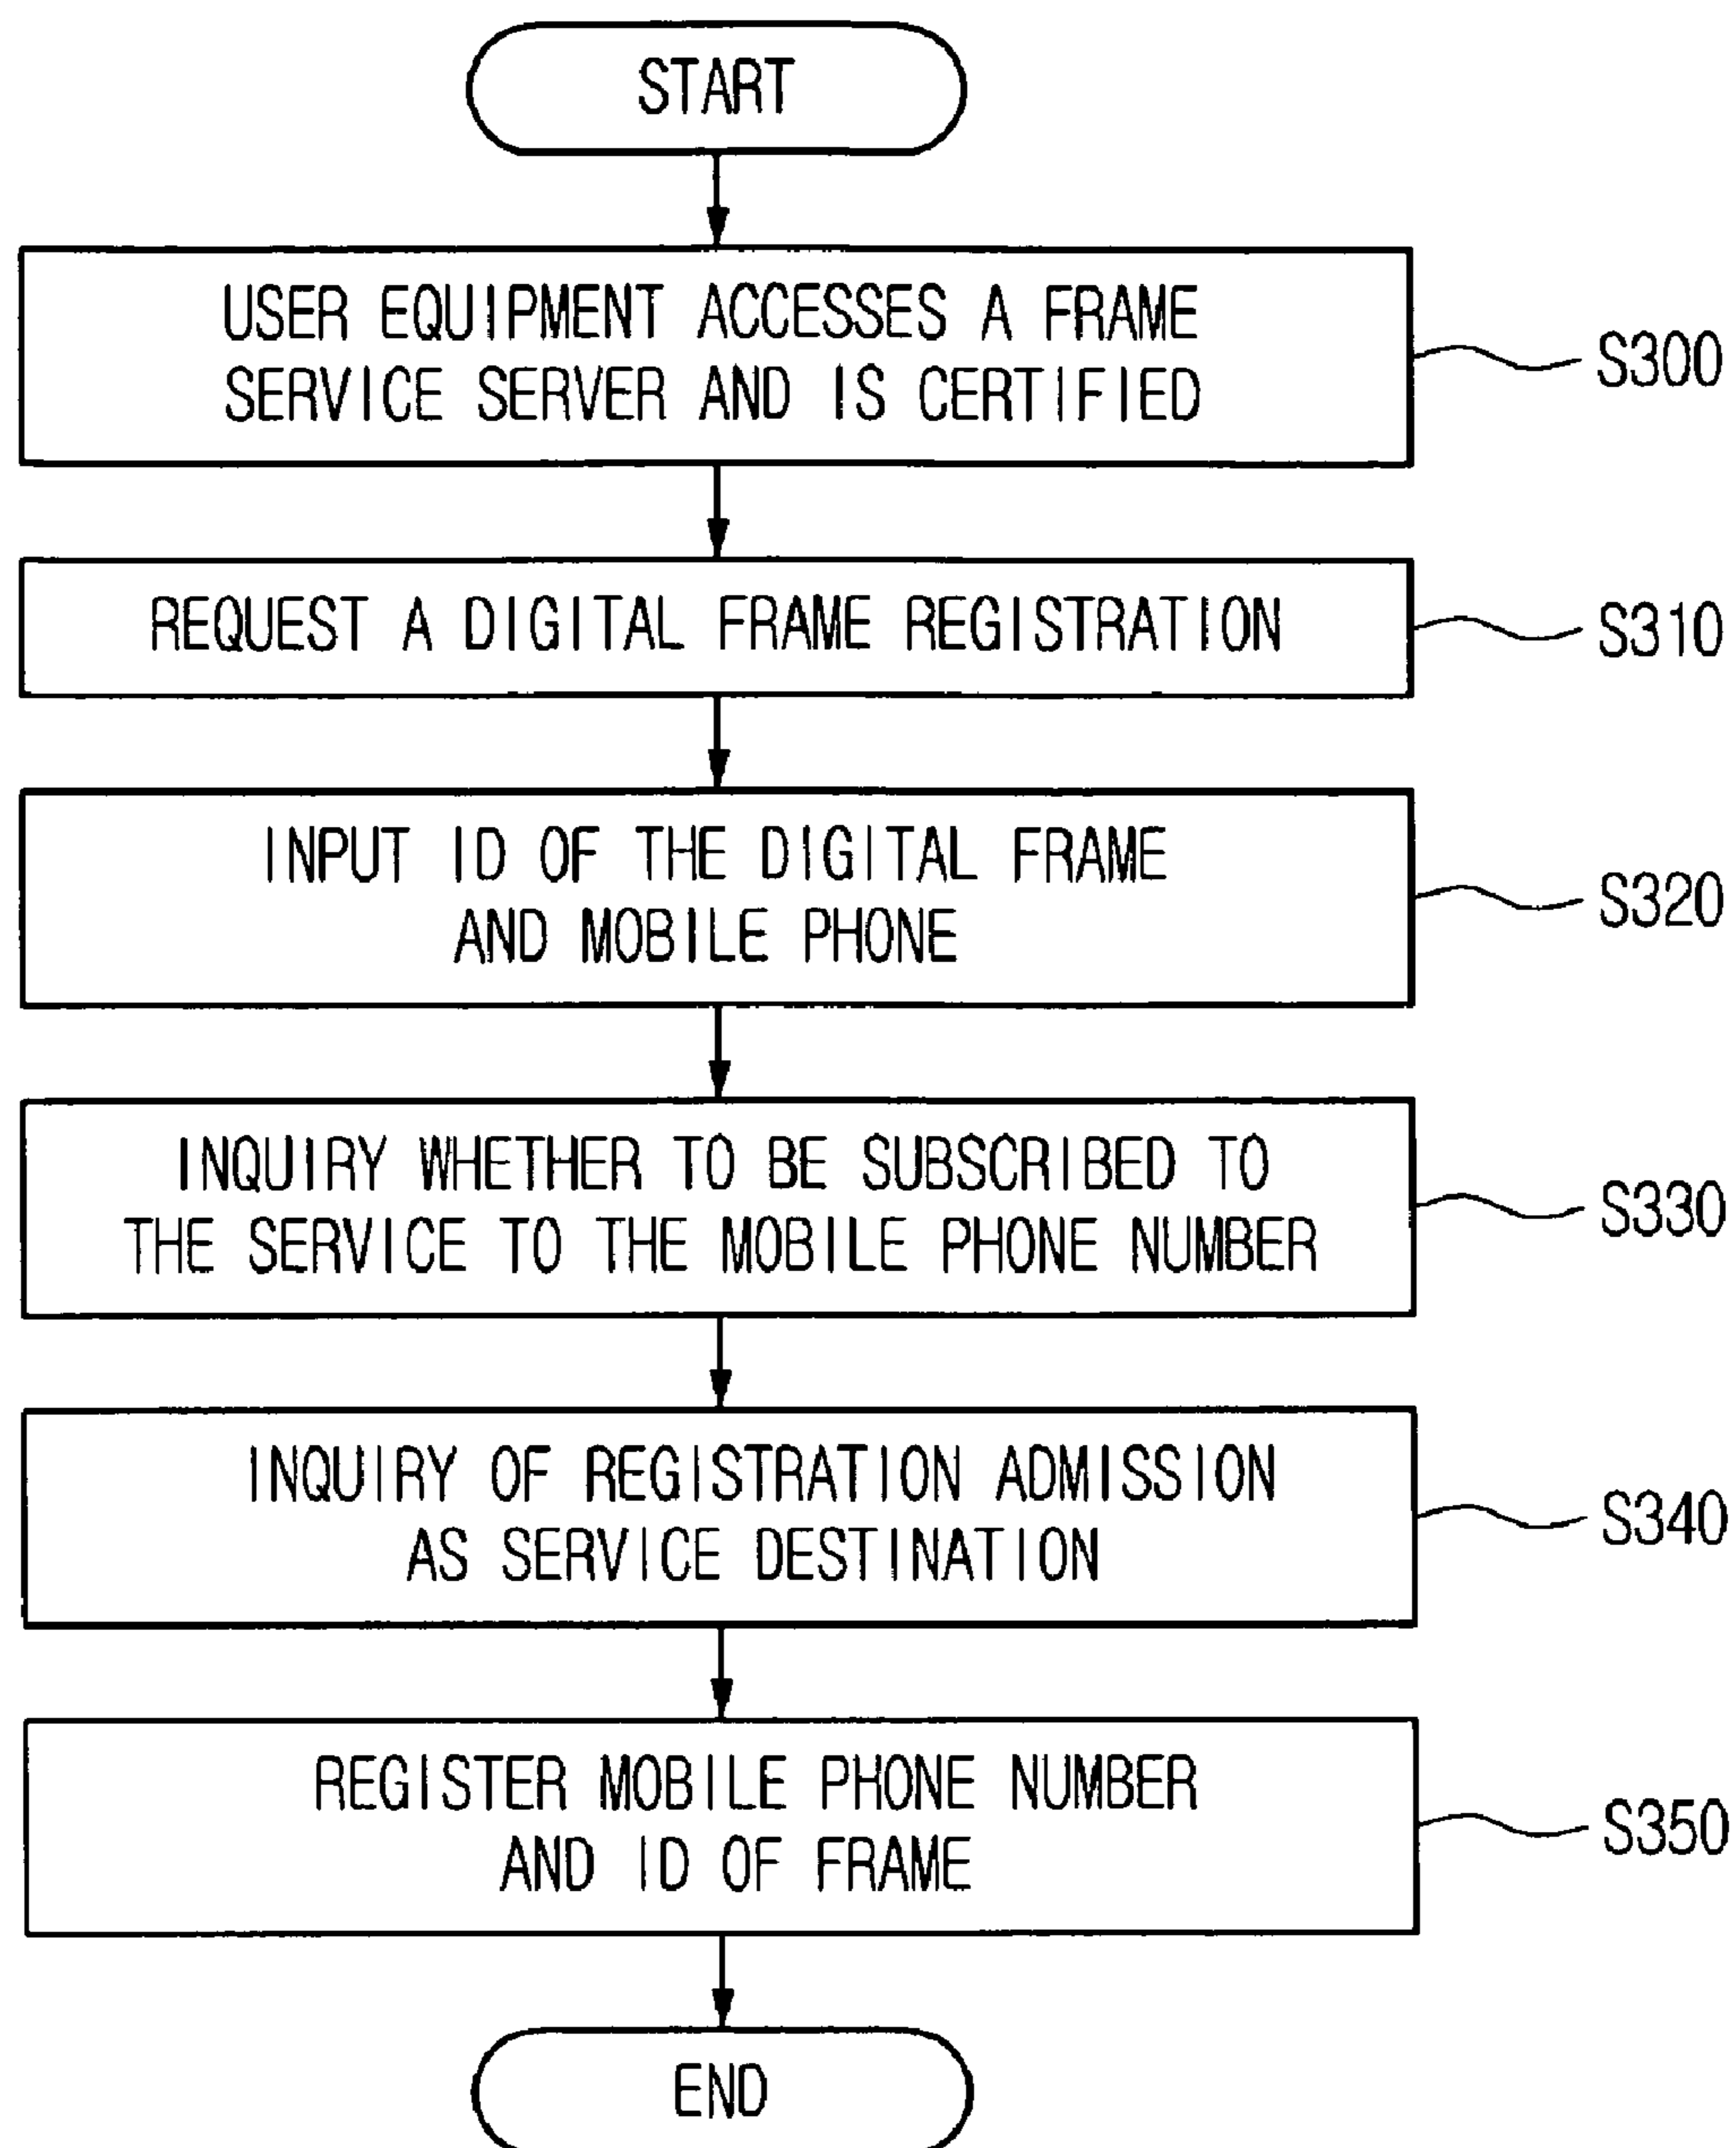 START
USER EQUIPMENT ACCESSES A FRAME
SERVICE SERVER AND IS CERTIFIED
S300
REQUEST A DIGITAL FRAME REGISTRATION
S310
INPUT ID OF THE DIGITAL FRAME
AND MOBILE PHONE
S320
INQUIRY WHETHER TO BE SUBSCRIBED TO
THE SERVICE TO THE MOBILE PHONE NUMBER
S330
INQUIRY OF REGISTRATION ADMISSION
AS SERVICE DESTINATION
S340
REGISTER MOBILE PHONE NUMBER
AND ID OF FRAME
S350
END